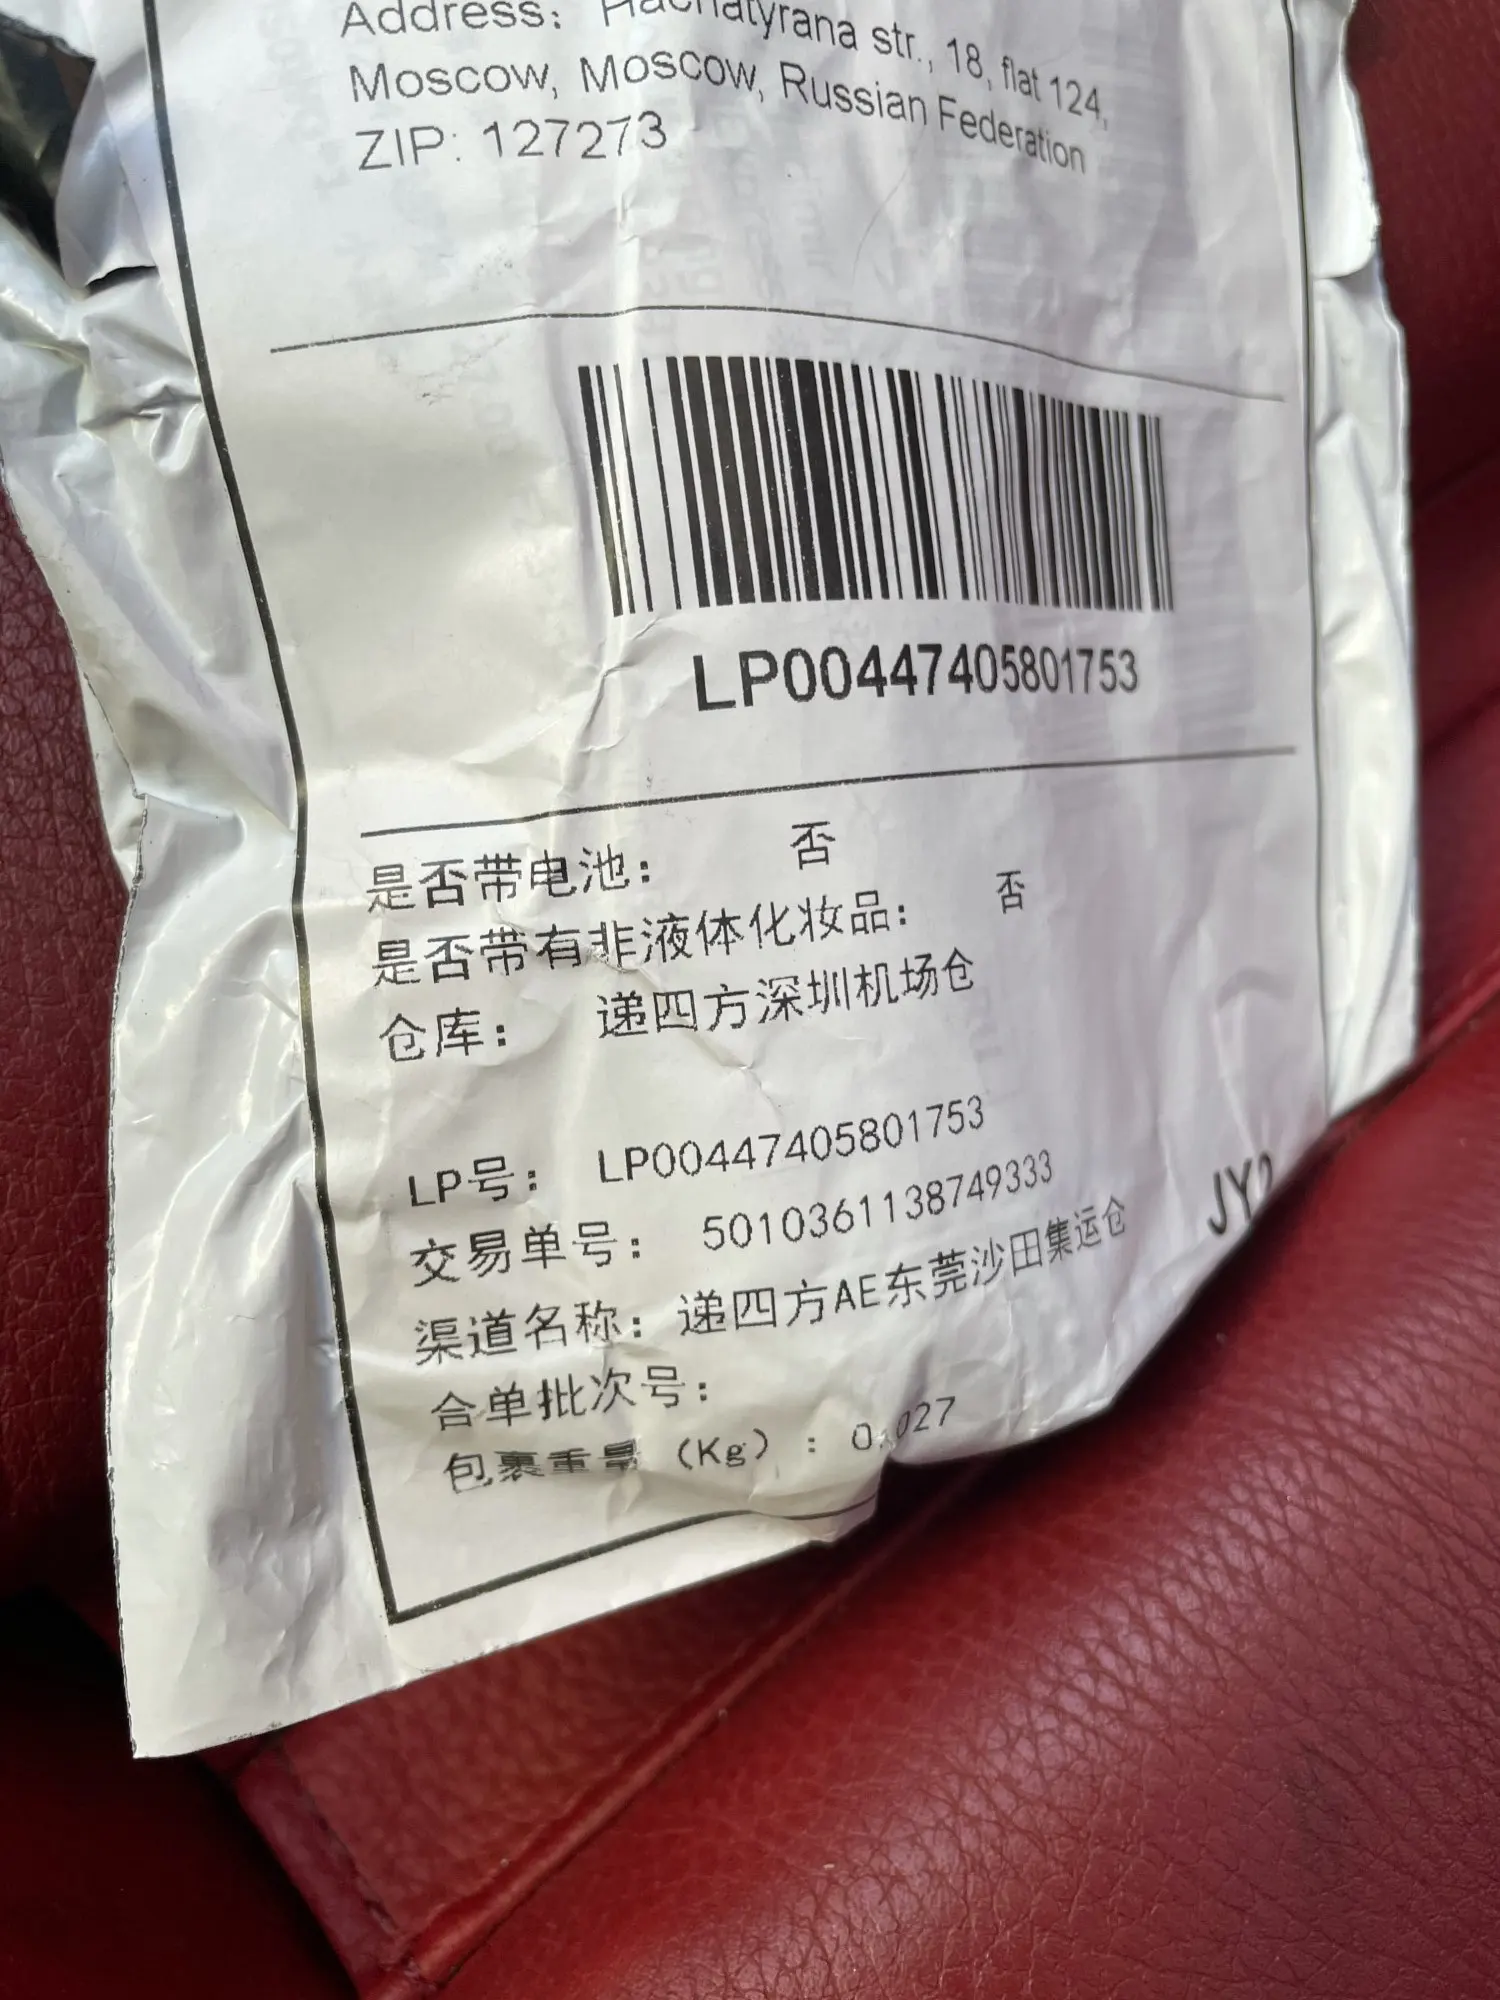 Address: Hachatyrana str., 18, flat 124,
Moscow, Moscow, Russian Federation
ZIP: 127273
LP00447405801753
是否带电池： 否
是否带有非液体化妆品： 否
仓库： 递四方深圳机场仓
LP号： LP00447405801753
交易单号： 5010361138749333
渠道名称： 递四方AE东莞沙田集运仓
JY2
合单批次号：
包裹重量（Kg）：0.027